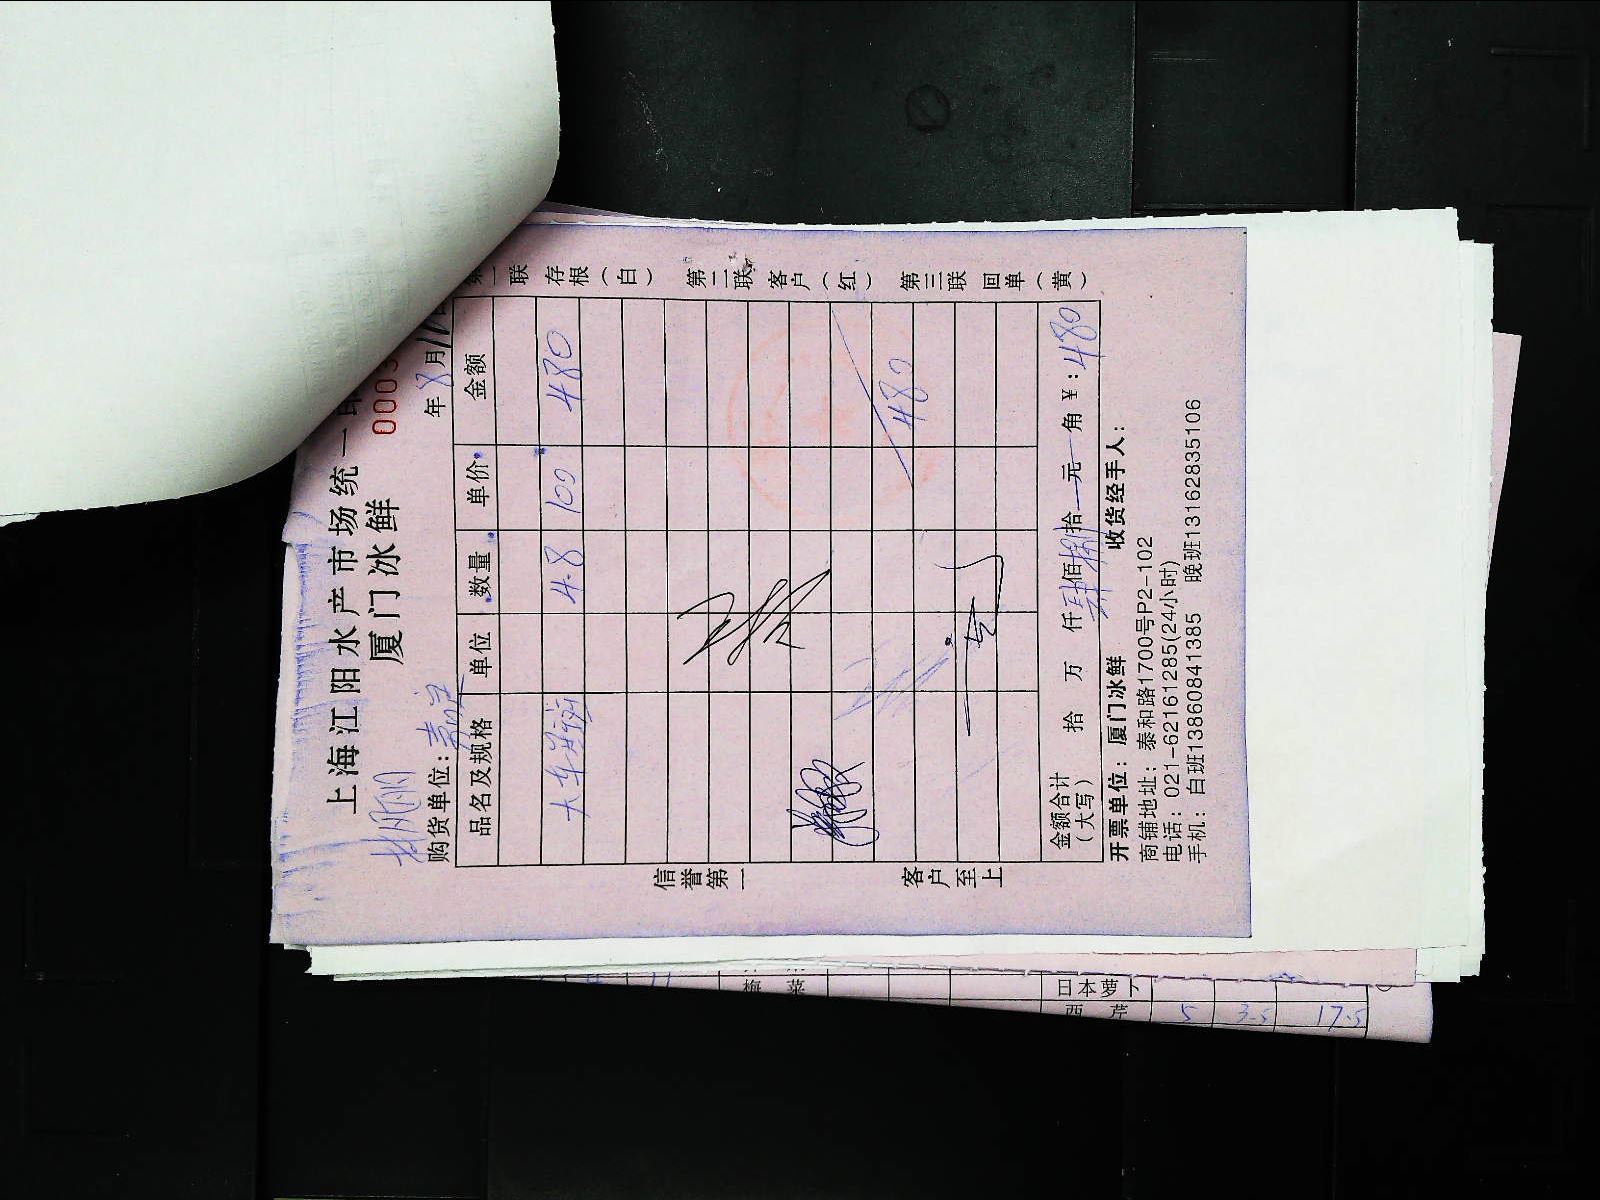 上海江阳水产市场统一
厦门冰鲜
0003
购货单位:
年 8 月 11
品名及规格 单位 数量 单价 金额
大车 4.8 100 480
480
金额合计(大写) 拾 万 仟 肆 佰 捌 拾 元 角 ¥: 480
开票单位: 厦门冰鲜 收货经手人:
商铺地址: 泰和路1700号P2-102
电话: 021-62161285(24小时)
手机: 白班13860841385 晚班13162835106
信誉第一 客户至上
一联 存根(白) 第二联 客户(红) 第三联 回单(黄)
日本萝卜
西芹 5 3.5 17.5